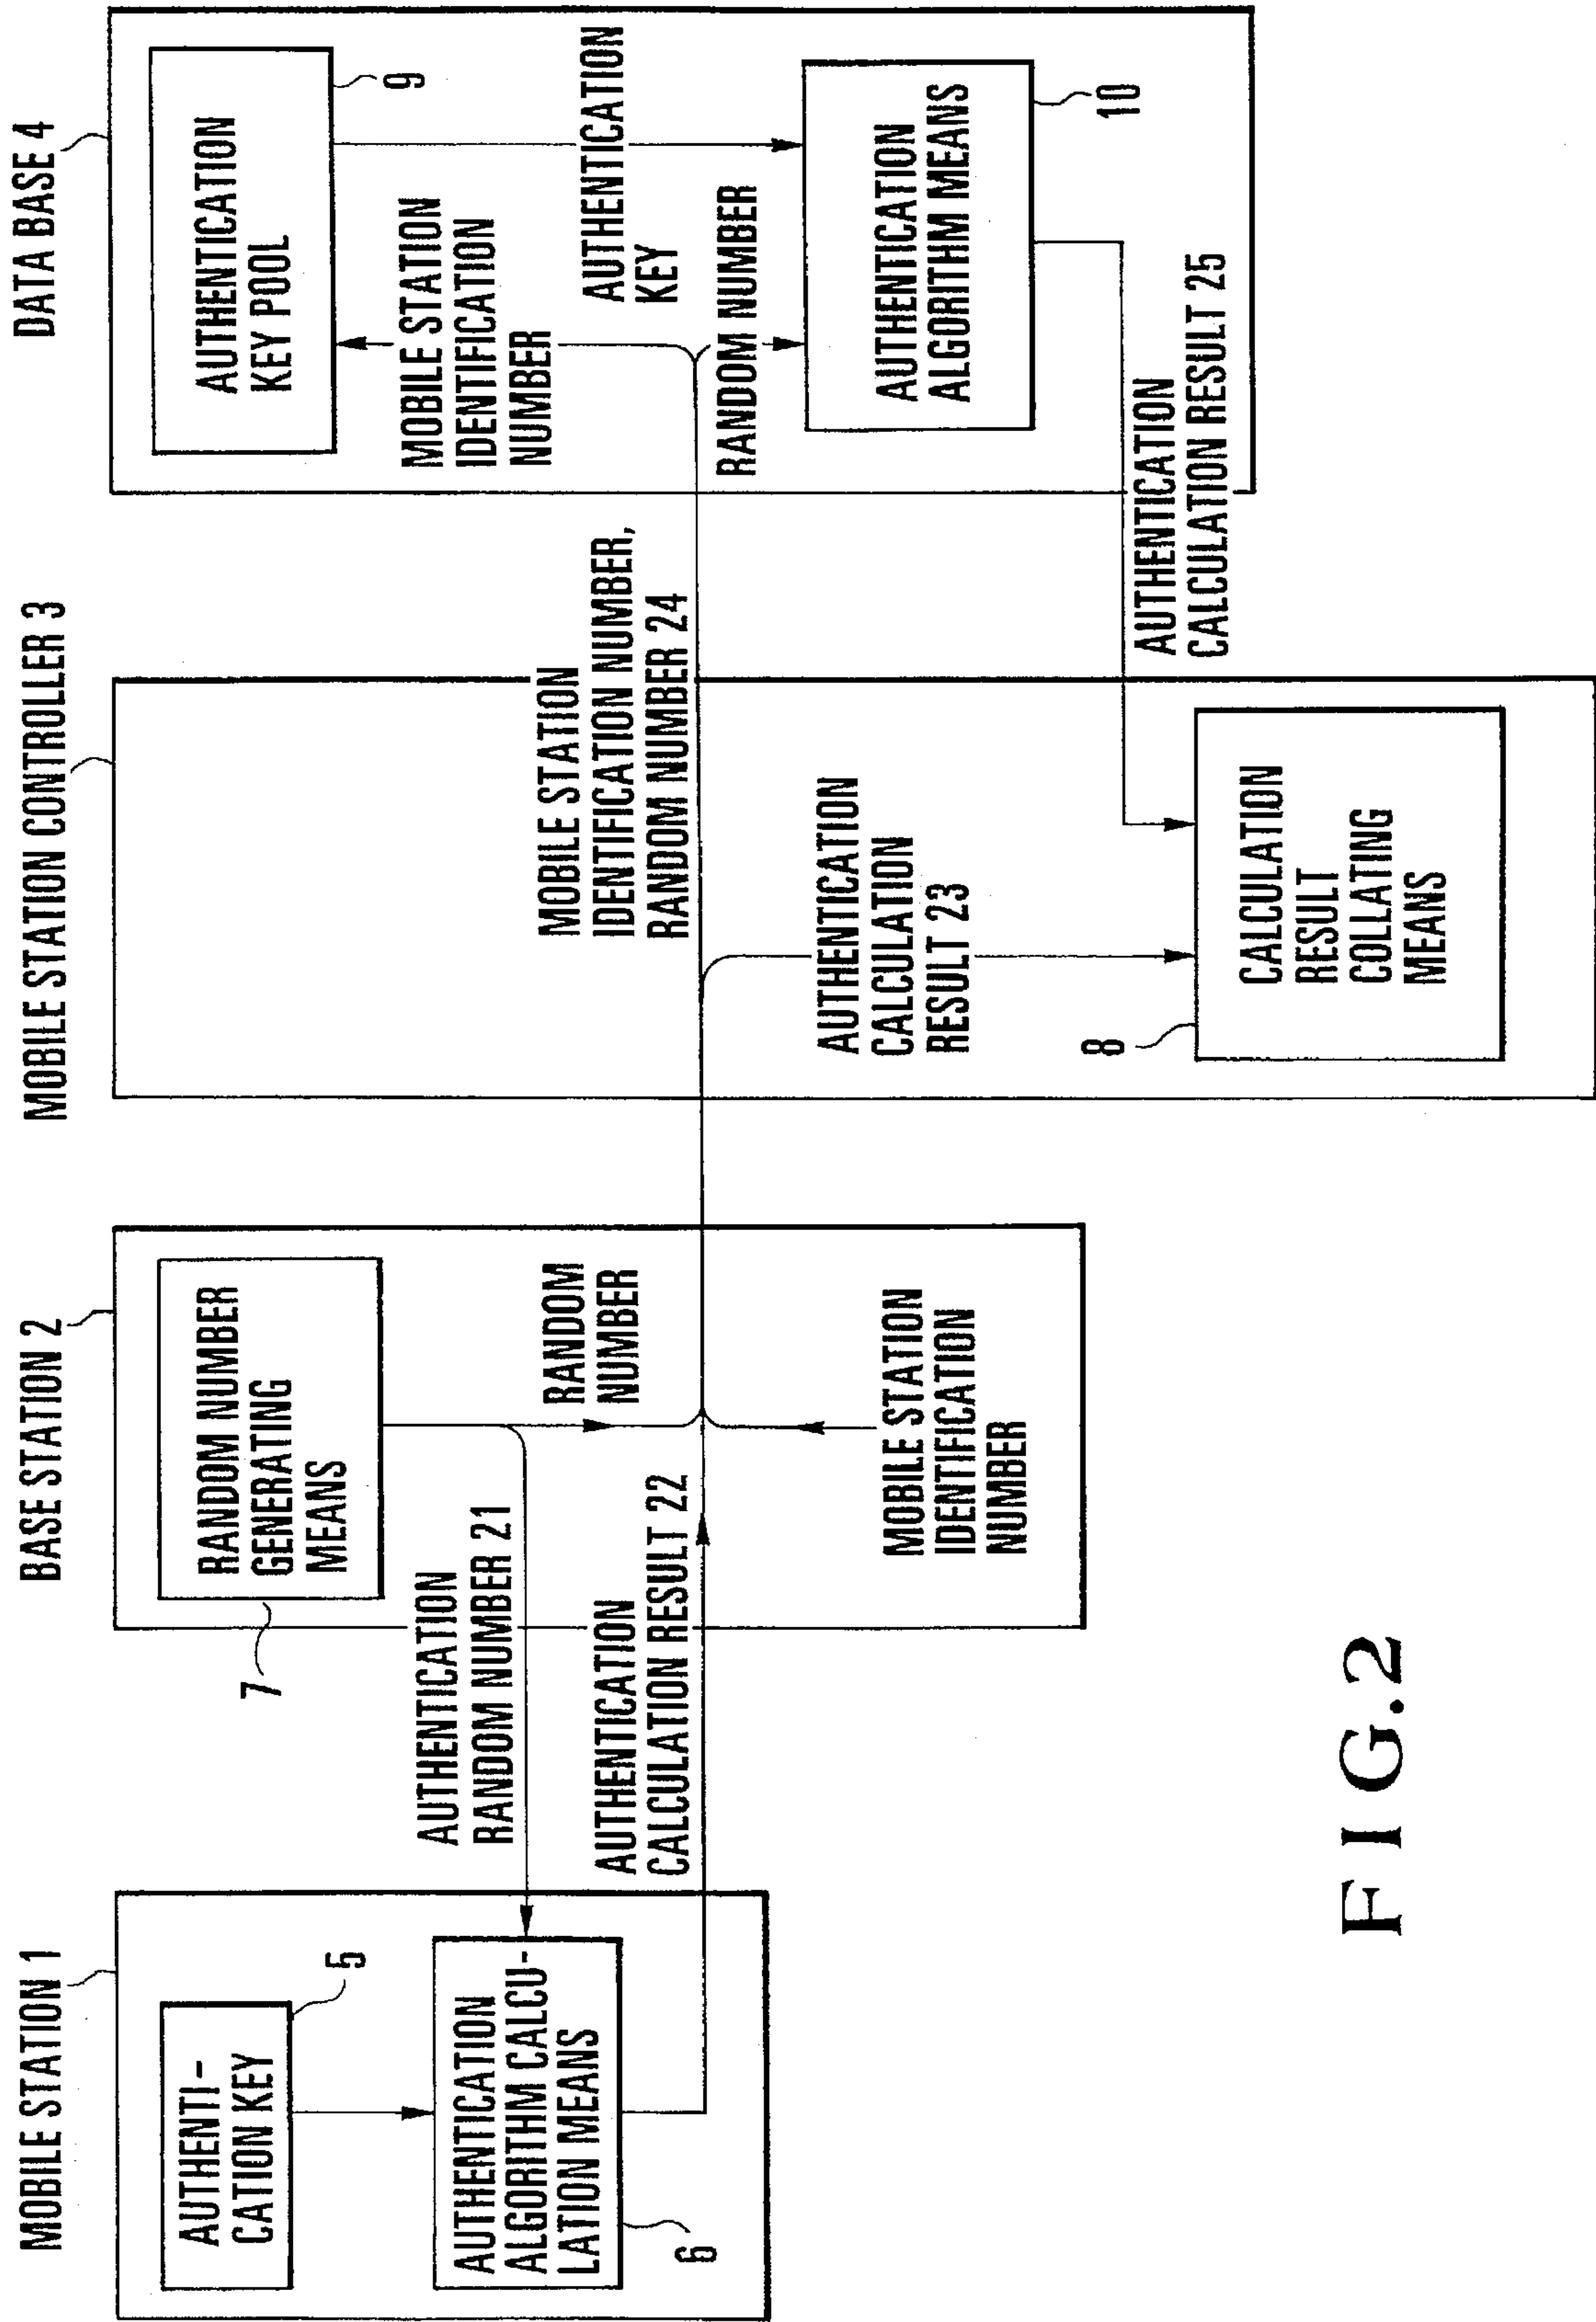 MOBILE STATION 1
AUTHENTI-
CATION KEY
5
AUTHENTICATION
ALGORITHM CALCU-
LATION MEANS
6
AUTHENTICATION
RANDOM NUMBER 21
AUTHENTICATION
CALCULATION RESULT 22
BASE STATION 2
RANDOM NUMBER
GENERATING
MEANS
7
RANDOM
NUMBER
MOBILE STATION
IDENTIFICATION
NUMBER
MOBILE STATION CONTROLLER 3
MOBILE STATION
IDENTIFICATION NUMBER,
RANDOM NUMBER 24
AUTHENTICATION
CALCULATION
RESULT 23
8
CALCULATION
RESULT
COLLATING
MEANS
DATA BASE 4
AUTHENTICATION
KEY POOL
9
MOBILE STATION
IDENTIFICATION
NUMBER
AUTHENTICATION
KEY
RANDOM NUMBER
AUTHENTICATION
ALGORITHM MEANS
10
AUTHENTICATION
CALCULATION RESULT 25
FIG.2